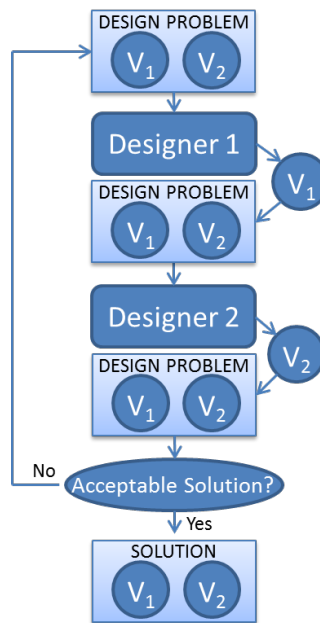 DESIGN PROBLEM
V1 V2
Designer 1
V1
DESIGN PROBLEM
V1 V2
Designer 2
V2
DESIGN PROBLEM
V1 V2
No
Acceptable Solution?
Yes
SOLUTION
V1 V2